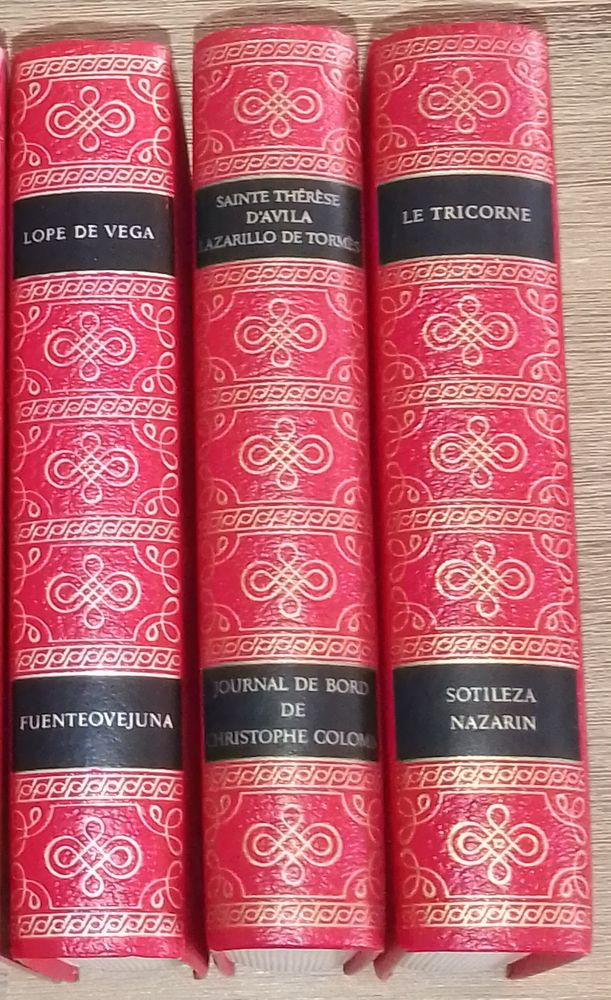 LOPE DE VEGA
FUENTEOVEJUNA
SAINTE THÉRÈSE
D'AVILA
LAZARILLO DE TORMÈS
JOURNAL DE BORD
DE
CHRISTOPHE COLOMB
LE TRICORNE
SOTILEZA
NAZARIN